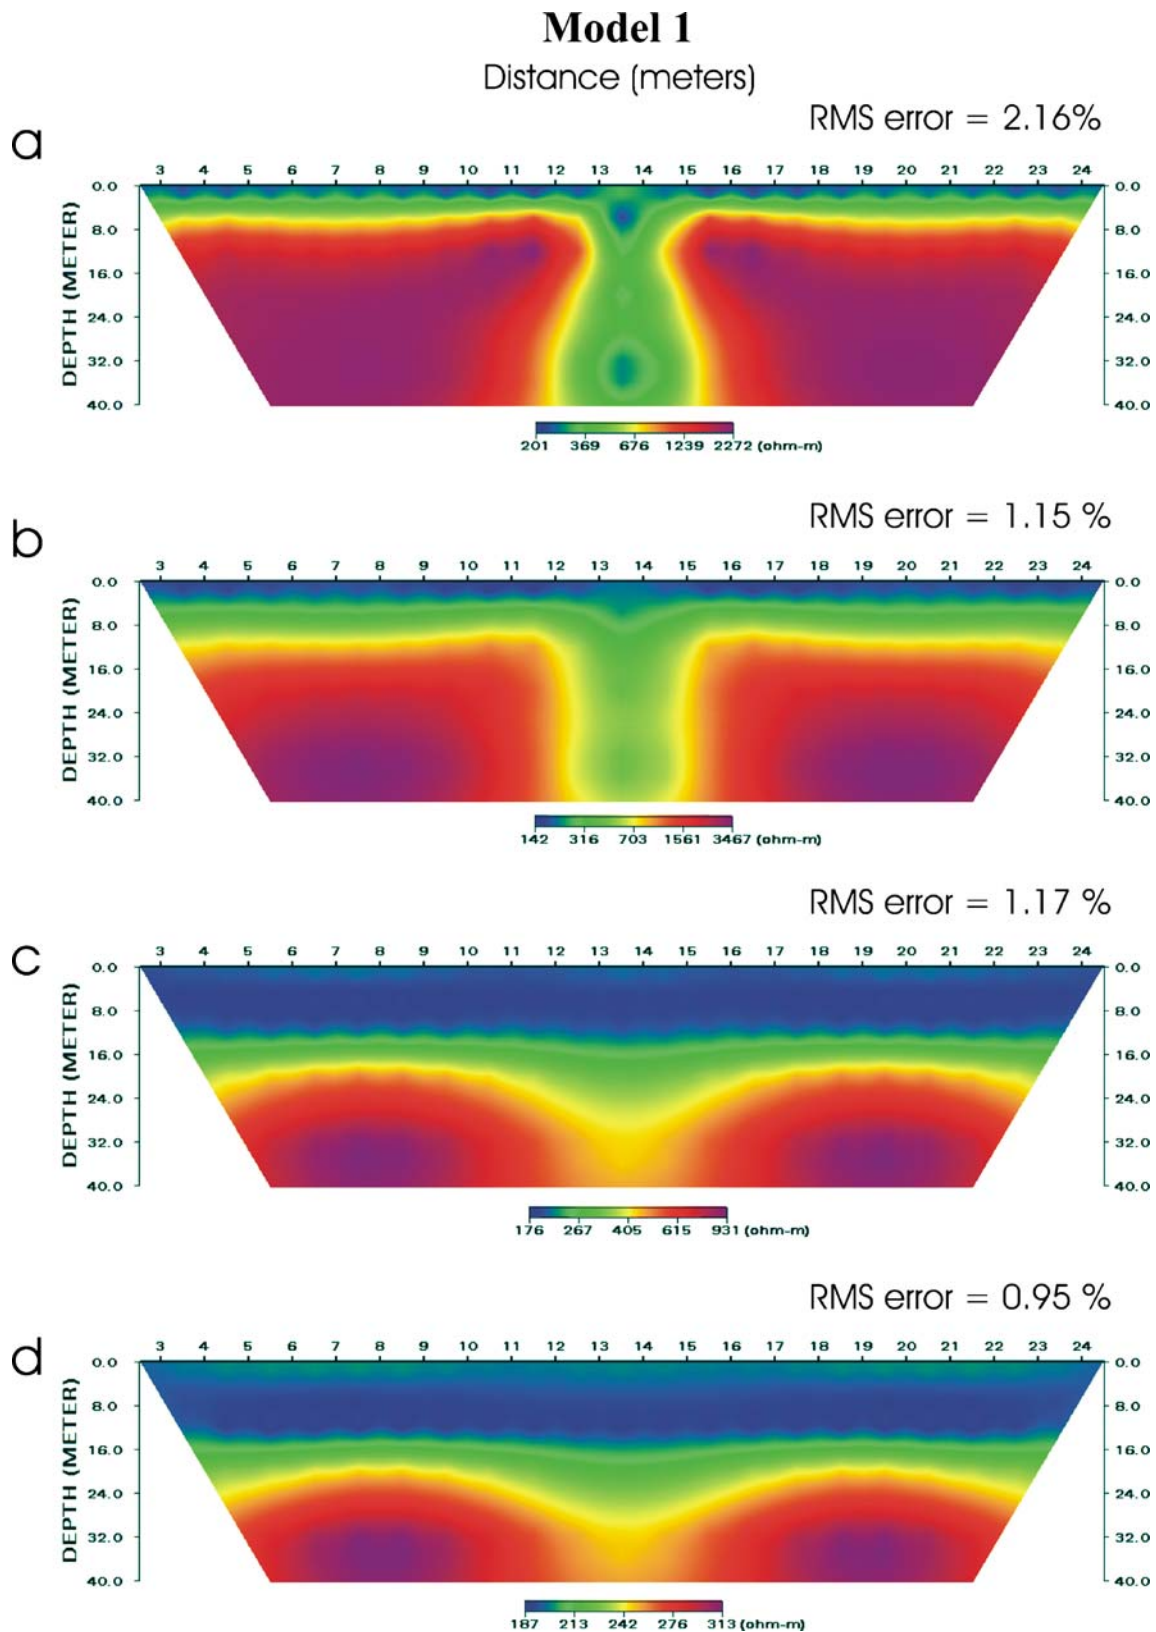 Model 1
Distance (meters)
a
RMS error = 2.16%
3 4 5 6 7 8 9 10 11 12 13 14 15 16 17 18 19 20 21 22 23 24
DEPTH (METER)
0.0 0.0
8.0 8.0
16.0 16.0
24.0 24.0
32.0 32.0
40.0 40.0
201 369 676 1239 2272 (ohm-m)
b
RMS error = 1.15 %
3 4 5 6 7 8 9 10 11 12 13 14 15 16 17 18 19 20 21 22 23 24
DEPTH (METER)
0.0 0.0
8.0 8.0
16.0 16.0
24.0 24.0
32.0 32.0
40.0 40.0
142 316 703 1561 3467 (ohm-m)
c
RMS error = 1.17 %
3 4 5 6 7 8 9 10 11 12 13 14 15 16 17 18 19 20 21 22 23 24
DEPTH (METER)
0.0 0.0
8.0 8.0
16.0 16.0
24.0 24.0
32.0 32.0
40.0 40.0
176 267 405 615 931 (ohm-m)
d
RMS error = 0.95 %
3 4 5 6 7 8 9 10 11 12 13 14 15 16 17 18 19 20 21 22 23 24
DEPTH (METER)
0.0 0.0
8.0 8.0
16.0 16.0
24.0 24.0
32.0 32.0
40.0 40.0
187 213 242 276 313 (ohm-m)